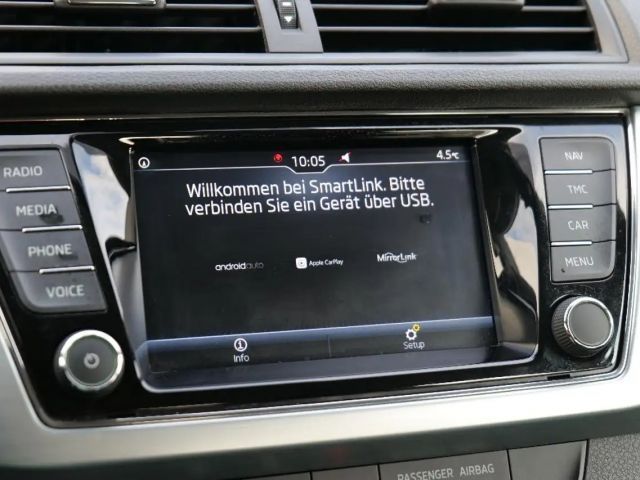 10:05
4.5°C
Willkommen bei SmartLink. Bitte
verbinden Sie ein Gerät über USB.
androidauto
Apple CarPlay
MirrorLink
Info
Setup
RADIO
MEDIA
PHONE
VOICE
NAV
TMC
CAR
MENU
PASSENGER AIRBAG